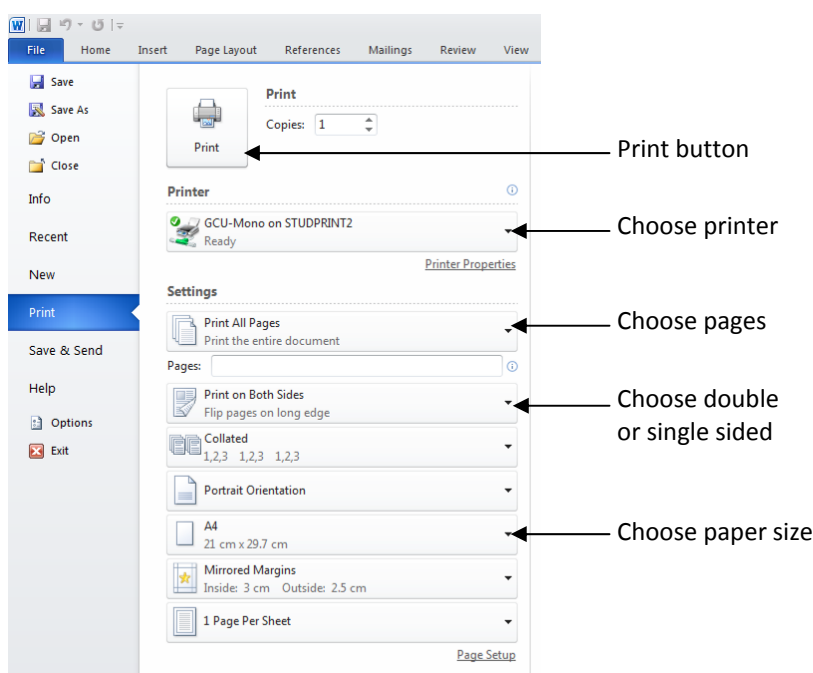 W
File Home Insert Page Layout References Mailings Review View
Save
Save As
Open
Close
Info
Recent
New
Print
Save & Send
Help
Options
Exit
Print
Print
Copies: 1
Printer
GCU-Mono on STUDPRINT2
Ready
Printer Properties
Settings
Print All Pages
Print the entire document
Pages:
Print on Both Sides
Flip pages on long edge
Collated
1,2,3 1,2,3 1,2,3
Portrait Orientation
A4
21 cm x 29.7 cm
Mirrored Margins
Inside: 3 cm Outside: 2.5 cm
1 Page Per Sheet
Page Setup
Print button
Choose printer
Choose pages
Choose double
or single sided
Choose paper size